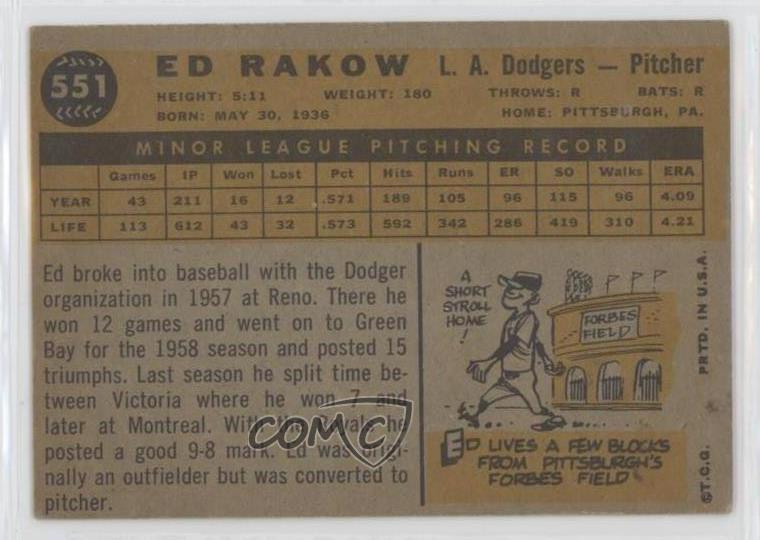 551
ED RAKOW L. A. Dodgers — Pitcher
HEIGHT: 5:11 WEIGHT: 180 THROWS: R BATS: R
BORN: MAY 30, 1936 HOME: PITTSBURGH, PA.
MINOR LEAGUE PITCHING RECORD
Games IP Won Lost Pct Hits Runs ER SO Walks ERA
YEAR 43 211 16 12 .571 189 105 96 115 96 4.09
LIFE 113 612 43 32 .573 592 342 286 419 310 4.21
Ed broke into baseball with the Dodger
organization in 1957 at Reno. There he
won 12 games and went on to Green
Bay for the 1958 season and posted 15
triumphs. Last season he split time be-
tween Victoria where he won 7 and
later at Montreal. With the Royals he
posted a good 9-8 mark. Ed was origi-
nally an outfielder but was converted to
pitcher.
A
SHORT
STROLL
HOME
!
FORBES
FIELD
ED LIVES A FEW BLOCKS
FROM PITTSBURGH'S
FORBES FIELD
©T.C.G. PRTD. IN U.S.A.
COMC